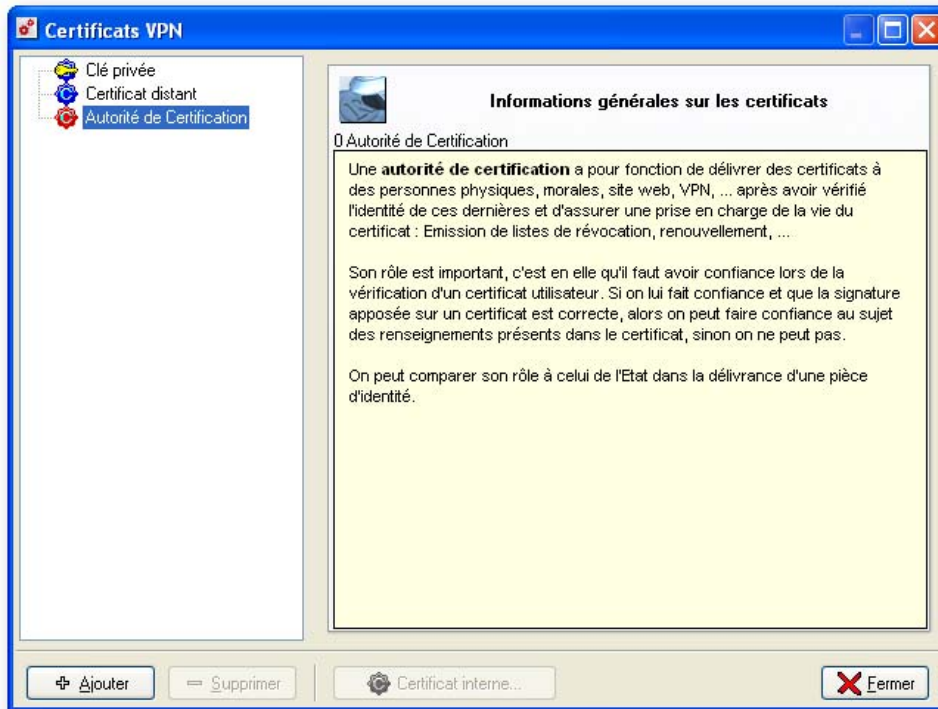 Certificats VPN
Clé privée
Certificat distant
Autorité de Certification
Informations générales sur les certificats
0 Autorité de Certification
Une autorité de certification a pour fonction de délivrer des certificats à
des personnes physiques, morales, site web, VPN, ... après avoir vérifié
l'identité de ces dernières et d'assurer une prise en charge de la vie du
certificat : Emission de listes de révocation, renouvellement, ...
Son rôle est important, c'est en elle qu'il faut avoir confiance lors de la
vérification d'un certificat utilisateur. Si on lui fait confiance et que la signature
apposée sur un certificat est correcte, alors on peut faire confiance au sujet
des renseignements présents dans le certificat, sinon on ne peut pas.
On peut comparer son rôle à celui de l'Etat dans la délivrance d'une pièce
d'identité.
Ajouter
Supprimer
Certificat interne...
Fermer